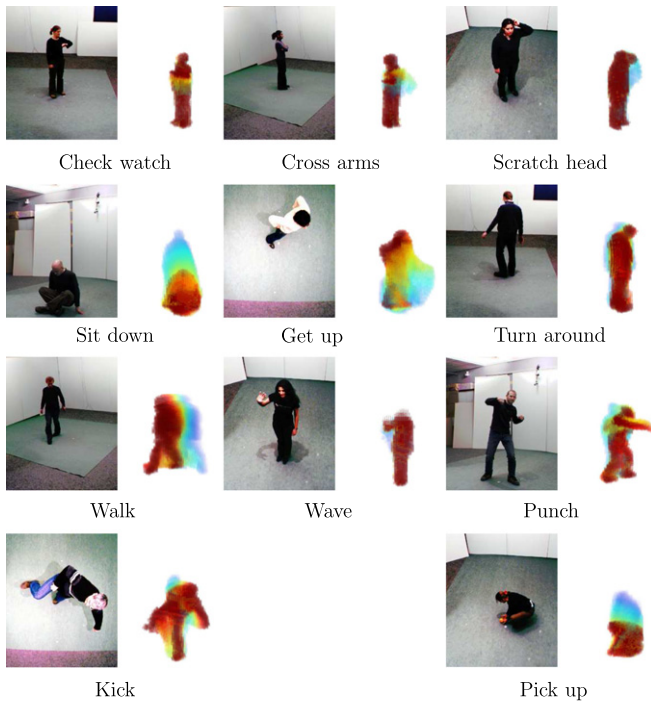 Check watch
Cross arms
Scratch head
Sit down
Get up
Turn around
Walk
Wave
Punch
Kick
Pick up